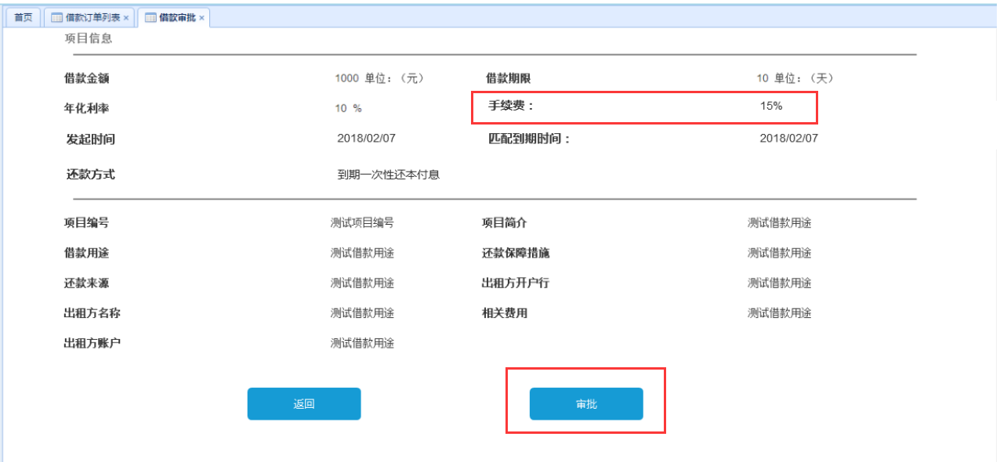 首页 借款订单列表 × 借款审批 ×
项目信息
借款金额 1000 单位：（元） 借款期限 10 单位：（天）
年化利率 10 % 手续费： 15%
发起时间 2018/02/07 匹配到期时间： 2018/02/07
还款方式 到期一次性还本付息
项目编号 测试项目编号 项目简介 测试借款用途
借款用途 测试借款用途 还款保障措施 测试借款用途
还款来源 测试借款用途 出租方开户行 测试借款用途
出租方名称 测试借款用途 相关费用 测试借款用途
出租方账户 测试借款用途
返回 审批